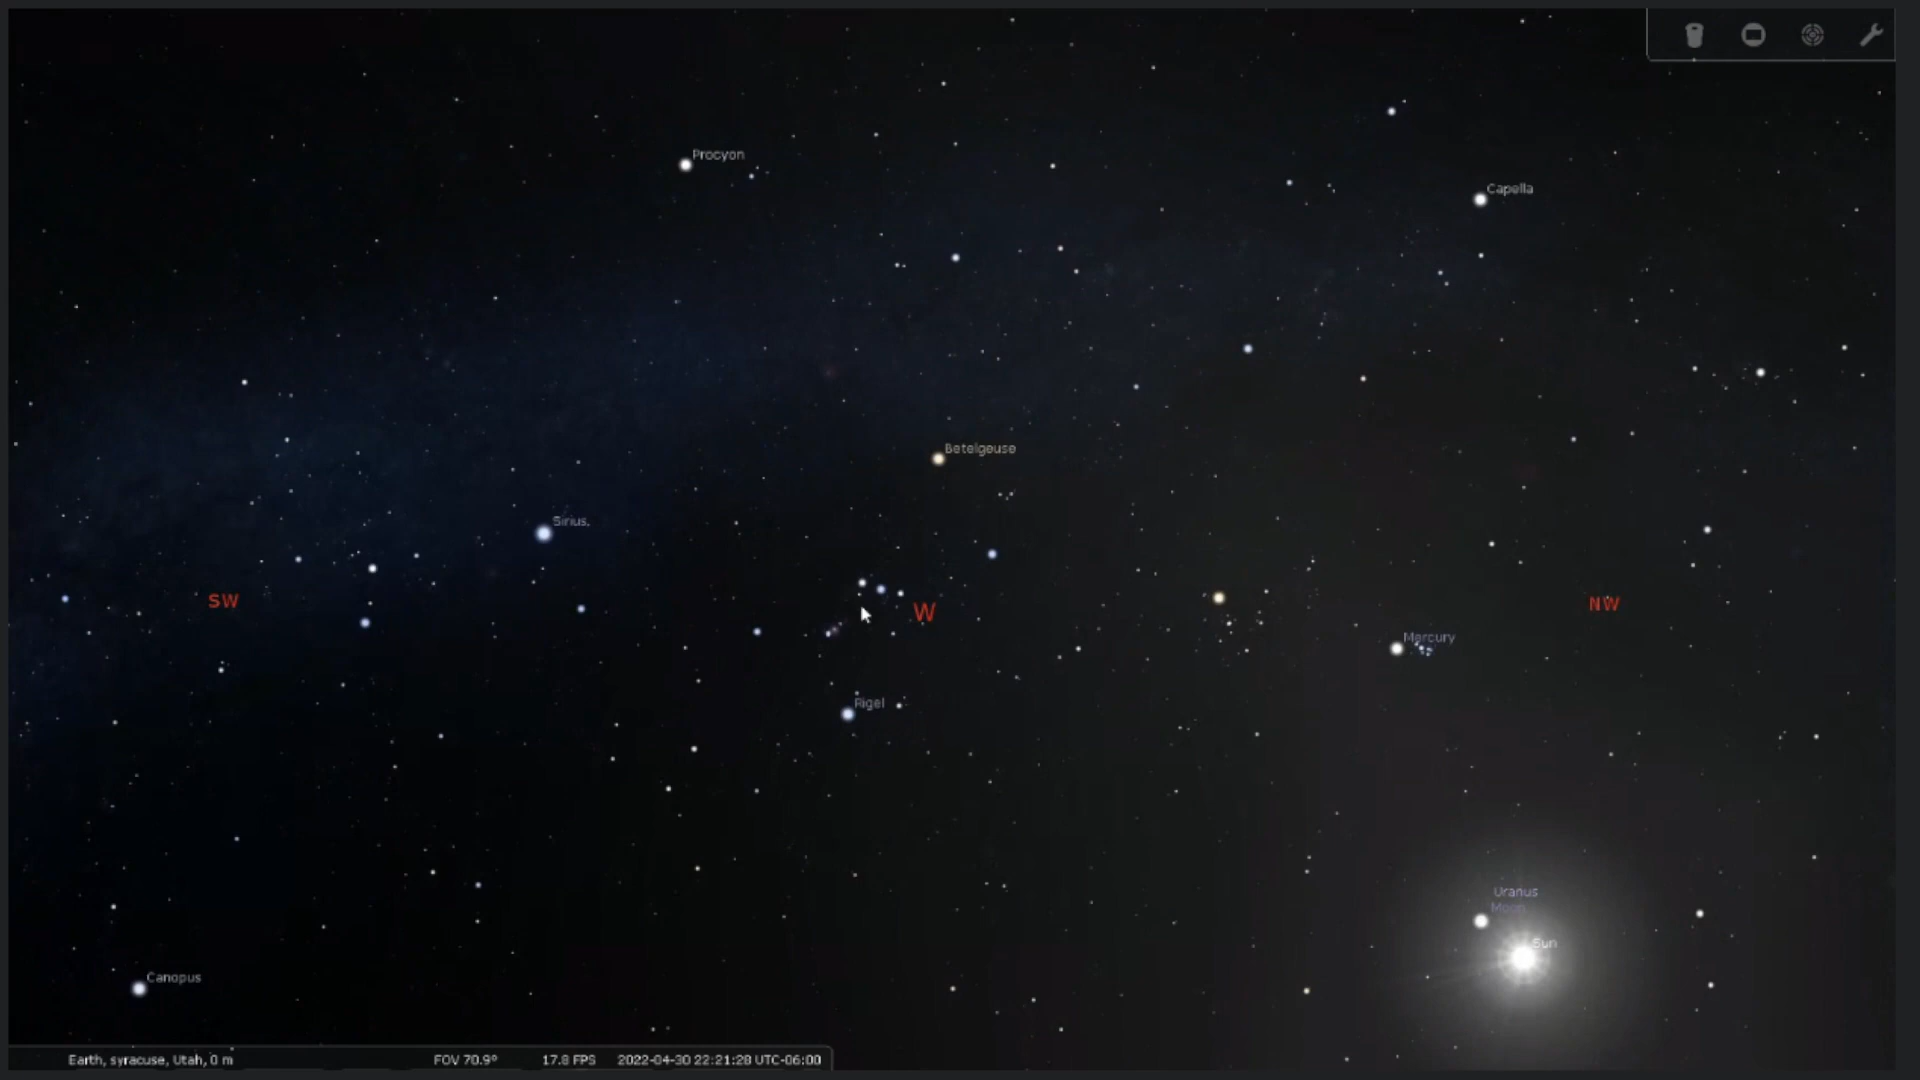 Procyon
Capella
Betelgeuse
Sirius
SW
W
NW
Mercury
Rigel
Uranus
Moon
Sun
Canopus
Earth, syracuse, Utah, 0 m FOV 70.9° 17.8 FPS 2022-04-30 22:21:28 UTC-06:00